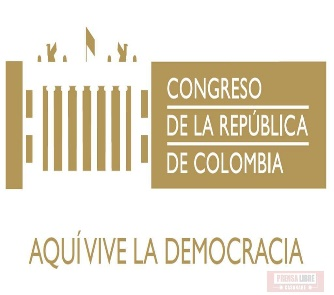 CONGRESO
DE LA REPÚBLICA
DE COLOMBIA
AQUÍ VIVE LA DEMOCRACIA
PRENSA LIBRE